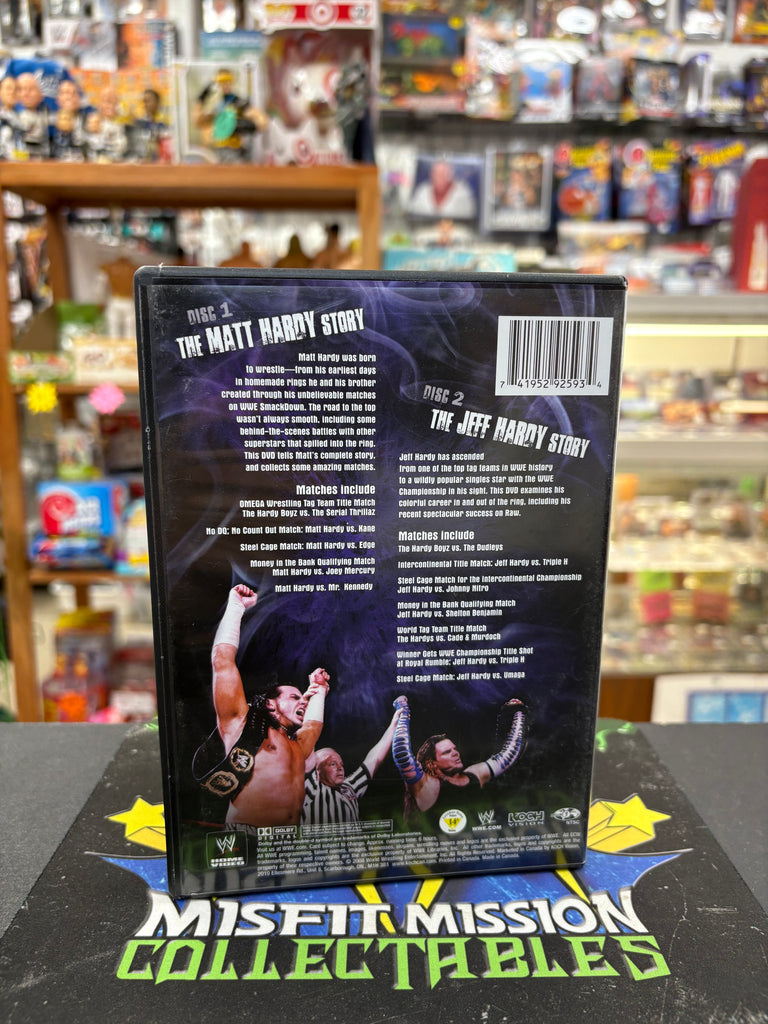 DISC 1
THE MATT HARDY STORY
Matt Hardy was born
to wrestle—from his earliest days
in homemade rings he and his brother
created through his unbelievable matches
on WWE SmackDown. The road to the top
wasn't always smooth, including some
behind-the-scenes battles with other
superstars that spilled into the ring.
This DVD tells Matt's complete story,
and collects some amazing matches.
Matches Include
OMEGA Wrestling Tag Team Title Match
The Hardy Boyz vs. The Serial Thrillaz
No DQ; No Count Out Match: Matt Hardy vs. Kane
Steel Cage Match: Matt Hardy vs. Edge
Money in the Bank Qualifying Match
Matt Hardy vs. Joey Mercury
Matt Hardy vs. Mr. Kennedy
7 41952 92593 4
DISC 2
THE JEFF HARDY STORY
Jeff Hardy has ascended
from one of the top tag teams in WWE history
to a wildly popular singles star with the WWE
Championship in his sight. This DVD examines his
colorful career in and out of the ring, including his
recent spectacular success on Raw.
Matches Include
The Hardy Boyz vs. The Dudleys
Intercontinental Title Match: Jeff Hardy vs. Triple H
Steel Cage Match for the Intercontinental Championship
Jeff Hardy vs. Johnny Nitro
Money in the Bank Qualifying Match
Jeff Hardy vs. Shelton Benjamin
World Tag Team Title Match
The Hardys vs. Cade & Murdoch
Winner Gets WWE Championship Title Shot
at Royal Rumble: Jeff Hardy vs. Triple H
Steel Cage Match: Jeff Hardy vs. Umaga
W
HOME
VIDEO
DOLBY
DIGITAL
14
WWE.COM
KOCH
VISION
NTSC
MISFIT MISSION
COLLECTABLES